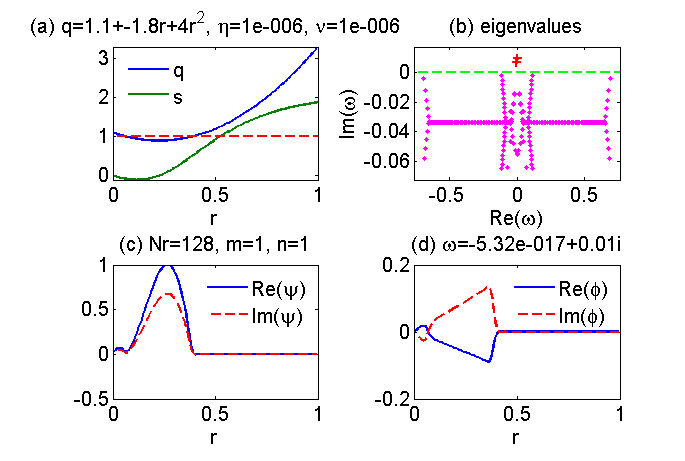 (a) q=1.1+-1.8r+4r², η=1e-006, ν=1e-006
3
2
1
0
q
s
0
0.5
1
r
(b) eigenvalues
0
-0.02
-0.04
-0.06
Im(ω)
-0.5
0
0.5
Re(ω)
(c) Nr=128, m=1, n=1
1
0.5
0
-0.5
Re(ψ)
Im(ψ)
0
0.5
1
r
(d) ω=-5.32e-017+0.01i
0.2
0
-0.2
Re(ϕ)
Im(ϕ)
0
0.5
1
r